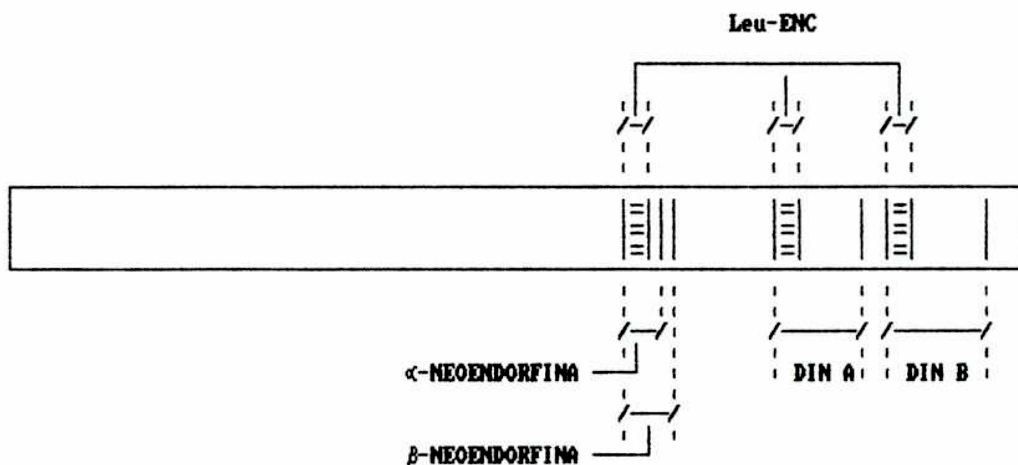 Leu-ENC
α-NEOENDORFINA
DIN A
DIN B
β-NEOENDORFINA